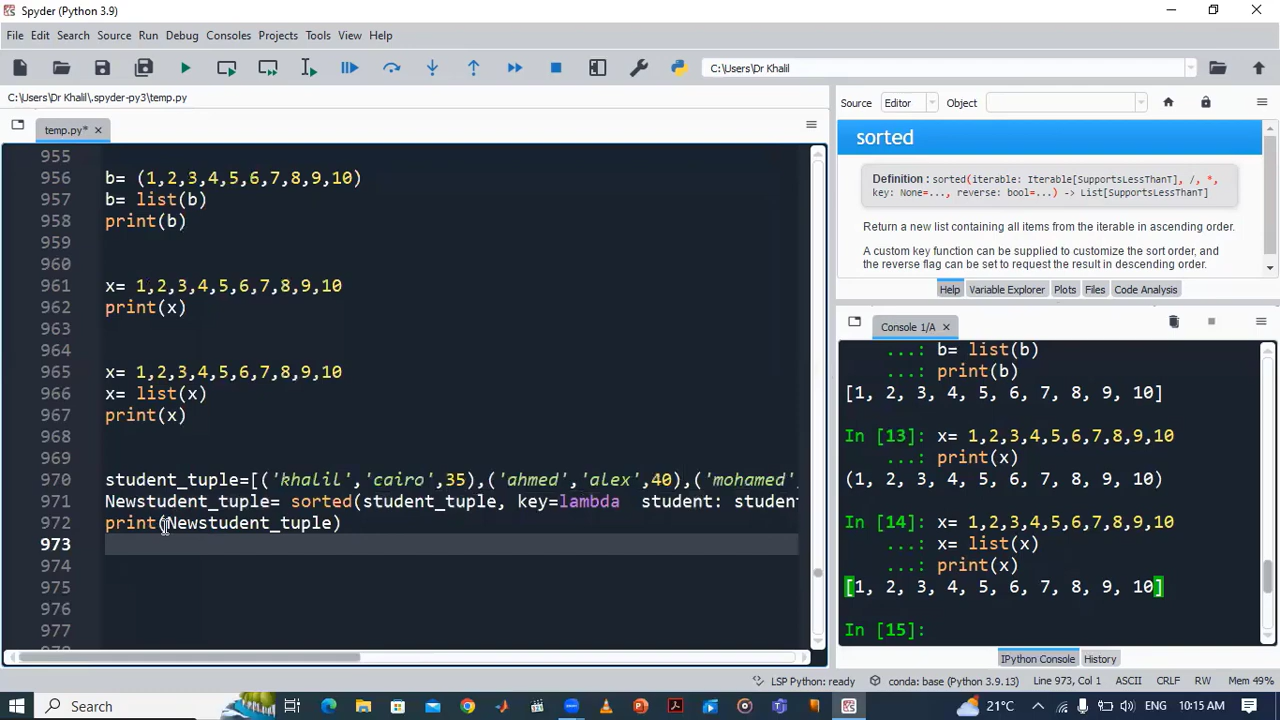 Spyder (Python 3.9)
File Edit Search Source Run Debug Consoles Projects Tools View Help
C:\Users\Dr Khalil
C:\Users\Dr Khalil\.spyder-py3\temp.py
temp.py*
955
956 b= (1,2,3,4,5,6,7,8,9,10)
957 b= list(b)
958 print(b)
959
960
961 x= 1,2,3,4,5,6,7,8,9,10
962 print(x)
963
964
965 x= 1,2,3,4,5,6,7,8,9,10
966 x= list(x)
967 print(x)
968
969
970 student_tuple=[('khalil','cairo',35),('ahmed','alex',40),('mohamed'
971 Newstudent_tuple= sorted(student_tuple, key=lambda student: student
972 print(Newstudent_tuple)
973
974
975
976
977
Source Editor Object
sorted
Definition : sorted(iterable: Iterable[SupportsLessThanT], /, *,
key: None=..., reverse: bool=...) -> List[SupportsLessThanT]
Return a new list containing all items from the iterable in ascending order.
A custom key function can be supplied to customize the sort order, and
the reverse flag can be set to request the result in descending order.
Help Variable Explorer Plots Files Code Analysis
Console 1/A
...: b= list(b)
...: print(b)
[1, 2, 3, 4, 5, 6, 7, 8, 9, 10]
In [13]: x= 1,2,3,4,5,6,7,8,9,10
...: print(x)
(1, 2, 3, 4, 5, 6, 7, 8, 9, 10)
In [14]: x= 1,2,3,4,5,6,7,8,9,10
...: x= list(x)
...: print(x)
[1, 2, 3, 4, 5, 6, 7, 8, 9, 10]
In [15]:
IPython Console History
LSP Python: ready conda: base (Python 3.9.13) Line 973, Col 1 ASCII CRLF RW Mem 49%
Search 21°C ENG 10:15 AM